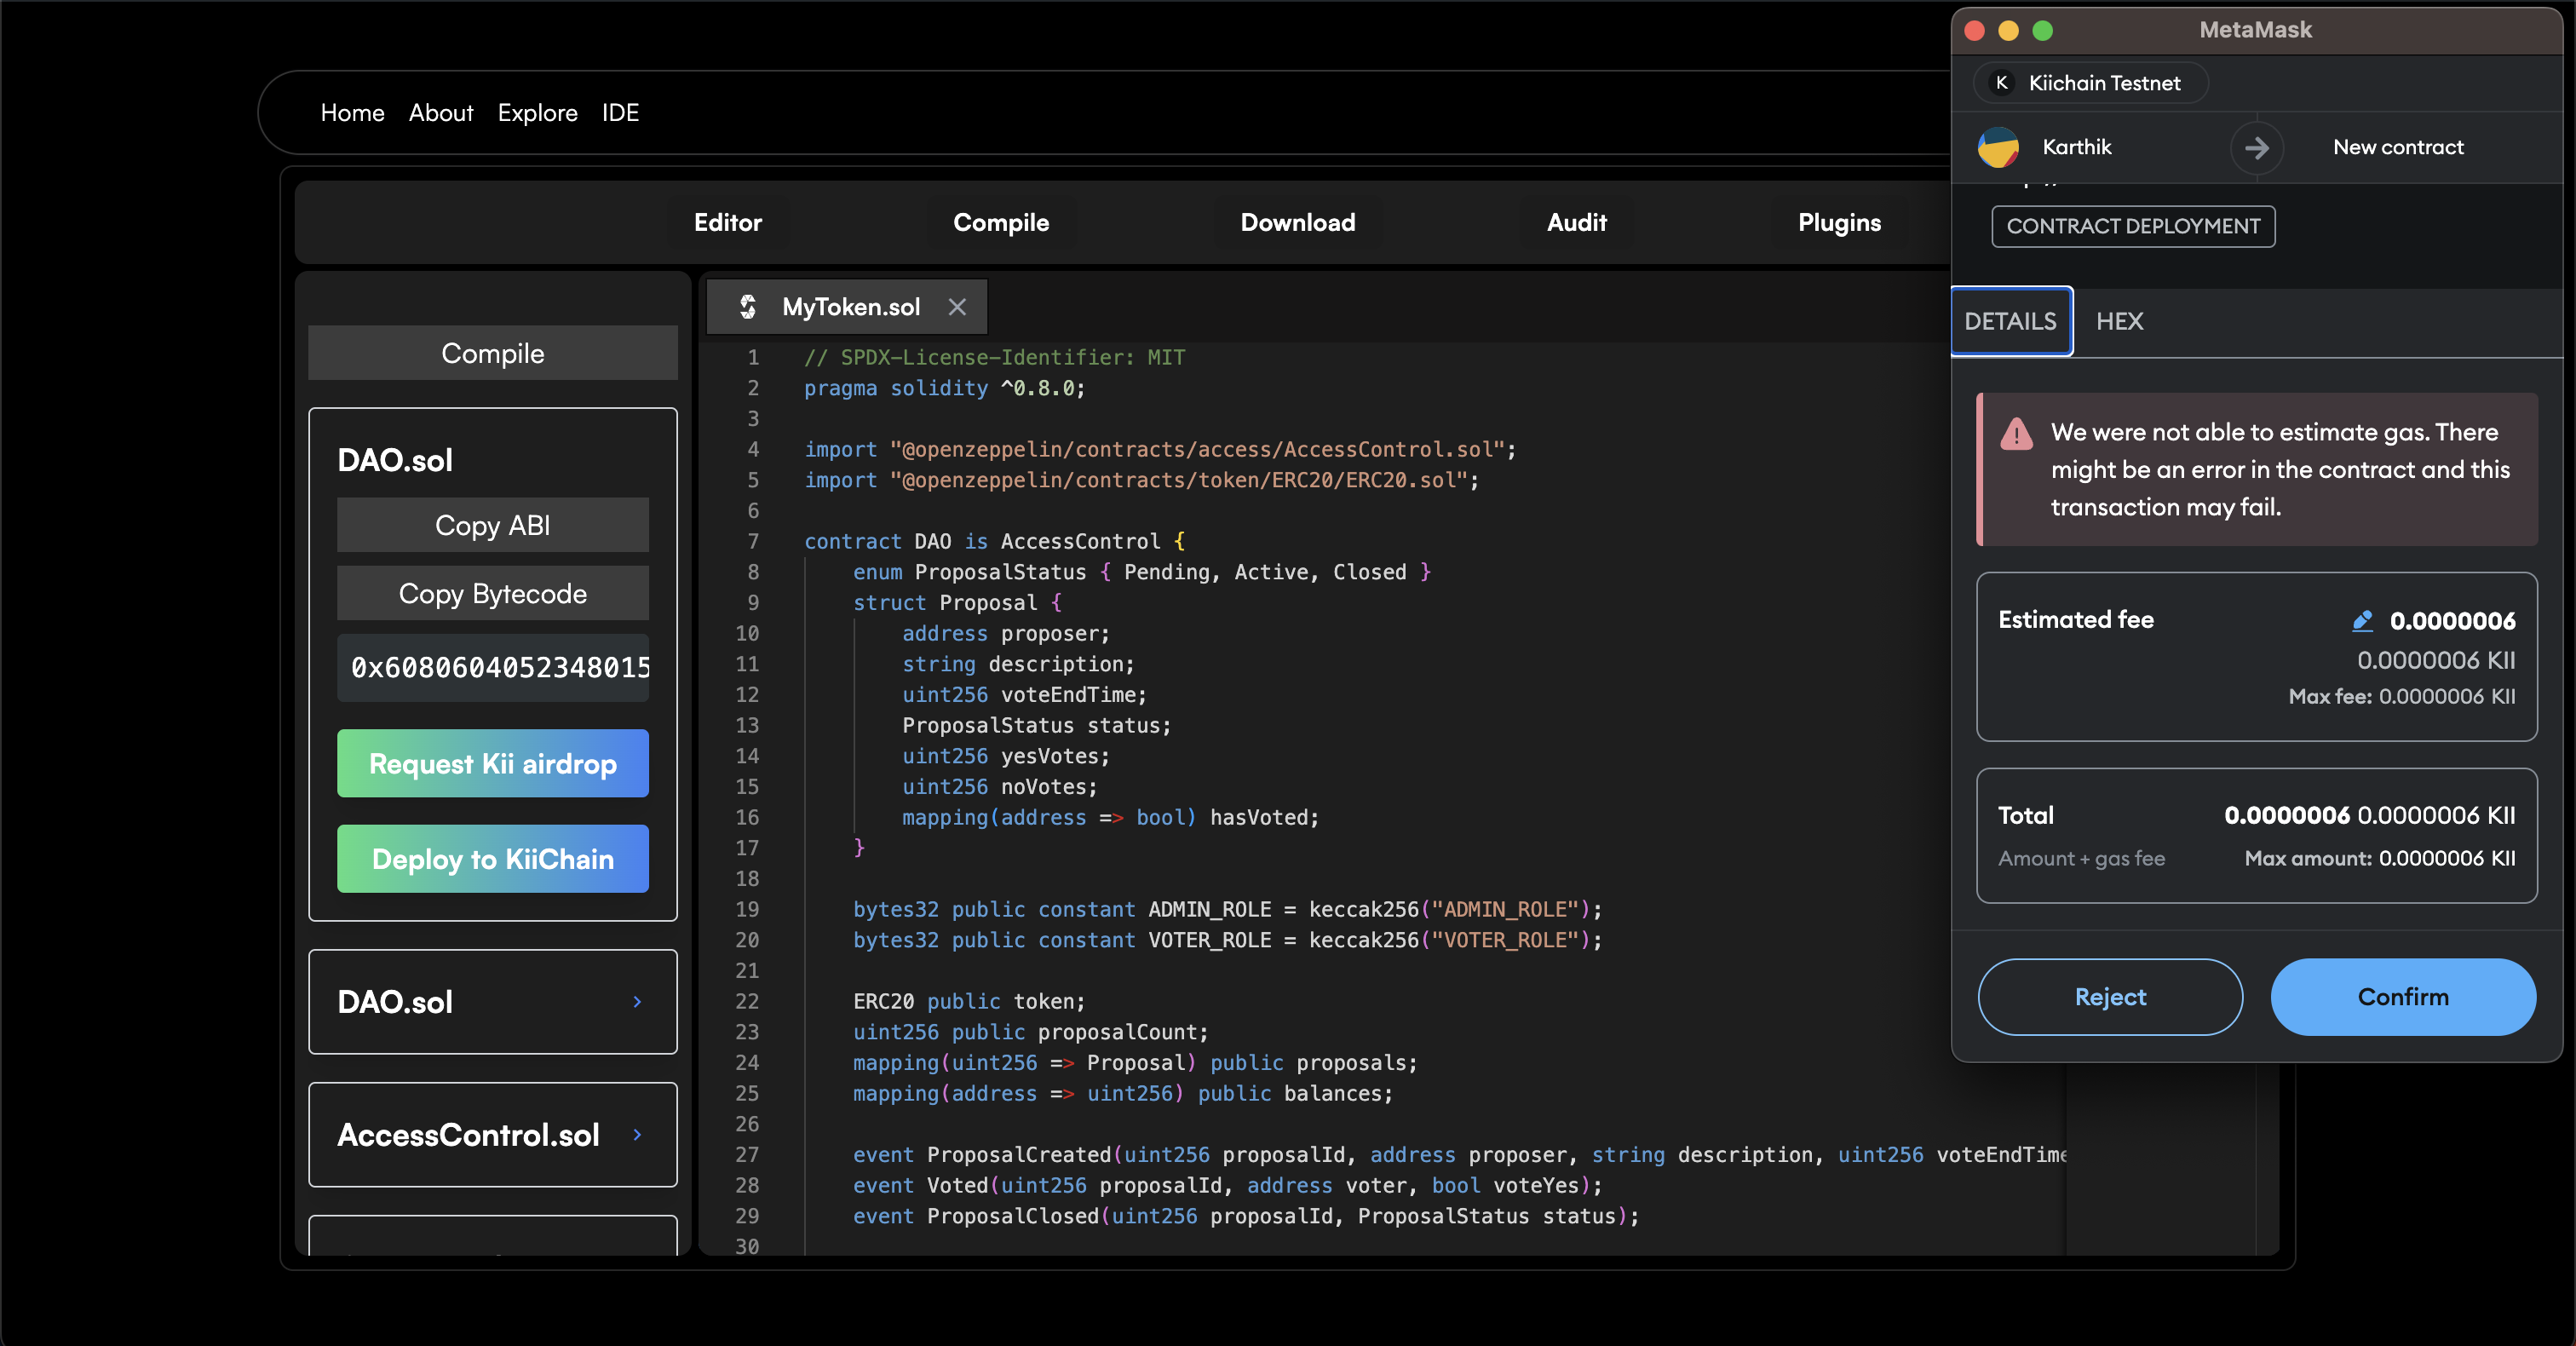 Home About Explore IDE
Editor Compile Download Audit Plugins
Compile
DAO.sol
Copy ABI
Copy Bytecode
0x6080604052348015
Request Kii airdrop
Deploy to KiiChain
DAO.sol
AccessControl.sol
MyToken.sol
1 // SPDX-License-Identifier: MIT
2 pragma solidity ^0.8.0;
3
4 import "@openzeppelin/contracts/access/AccessControl.sol";
5 import "@openzeppelin/contracts/token/ERC20/ERC20.sol";
6
7 contract DAO is AccessControl {
8 enum ProposalStatus { Pending, Active, Closed }
9 struct Proposal {
10 address proposer;
11 string description;
12 uint256 voteEndTime;
13 ProposalStatus status;
14 uint256 yesVotes;
15 uint256 noVotes;
16 mapping(address => bool) hasVoted;
17 }
18
19 bytes32 public constant ADMIN_ROLE = keccak256("ADMIN_ROLE");
20 bytes32 public constant VOTER_ROLE = keccak256("VOTER_ROLE");
21
22 ERC20 public token;
23 uint256 public proposalCount;
24 mapping(uint256 => Proposal) public proposals;
25 mapping(address => uint256) public balances;
26
27 event ProposalCreated(uint256 proposalId, address proposer, string description, uint256 voteEndTime
28 event Voted(uint256 proposalId, address voter, bool voteYes);
29 event ProposalClosed(uint256 proposalId, ProposalStatus status);
30
MetaMask
K Kiichain Testnet
Karthik New contract
CONTRACT DEPLOYMENT
DETAILS HEX
We were not able to estimate gas. There
might be an error in the contract and this
transaction may fail.
Estimated fee 0.0000006
0.0000006 KII
Max fee: 0.0000006 KII
Total 0.0000006 0.0000006 KII
Amount + gas fee Max amount: 0.0000006 KII
Reject Confirm